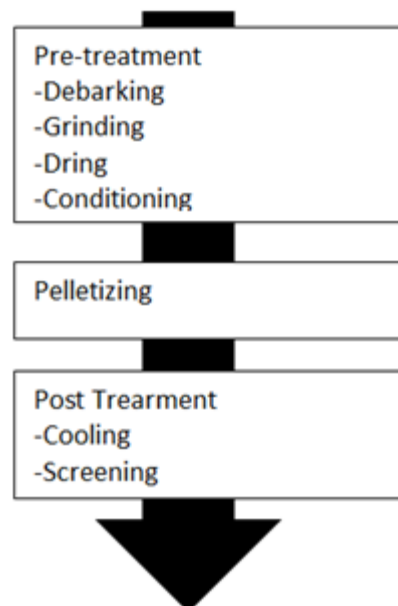 Pre-treatment
-Debarking
-Grinding
-Dring
-Conditioning
Pelletizing
Post Trearment
-Cooling
-Screening